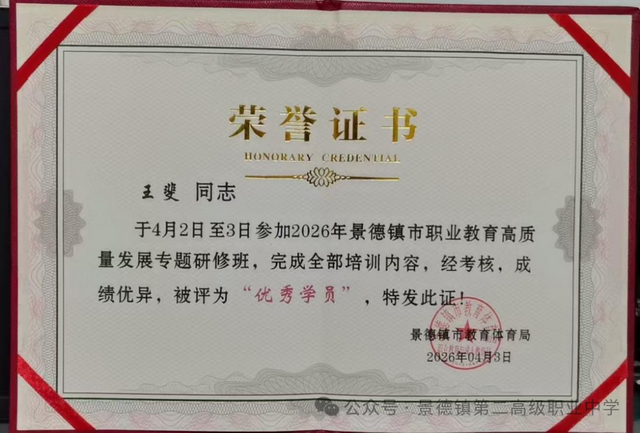 荣誉证书
HONORARY CREDENTIAL
王斐 同志
于4月2日至3日参加2026年景德镇市职业教育高质
量发展专题研修班，完成全部培训内容，经考核，成
绩优异，被评为“优秀学员”，特发此证！
景德镇市教育体育局
2026年04月3日
公众号·景德镇第二高级职业中学